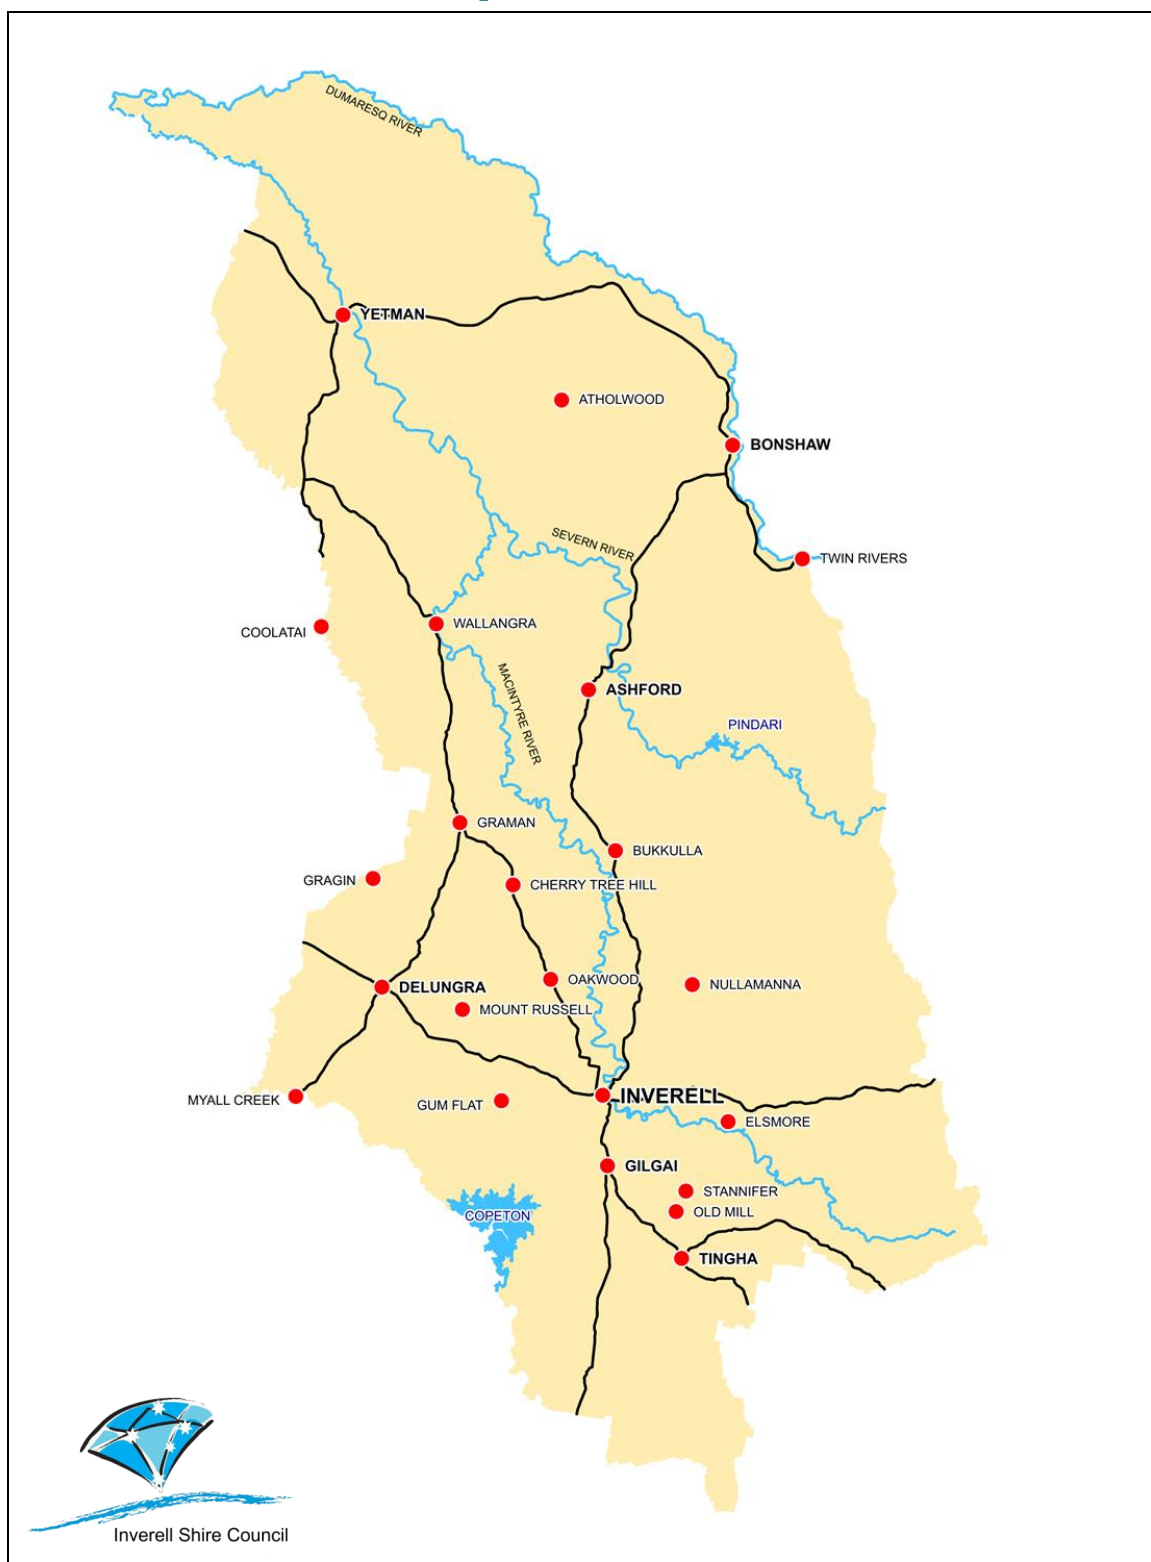 DUMARESQ RIVER
YETMAN
ATHOLWOOD
BONSHAW
SEVERN RIVER
TWIN RIVERS
COOLATAI
WALLANGRA
MACINTYRE RIVER
ASHFORD
PINDARI
GRAMAN
BUKKULLA
GRAGIN
CHERRY TREE HILL
OAKWOOD
NULLAMANNA
DELUNGRA
MOUNT RUSSELL
MYALL CREEK
GUM FLAT
INVERELL
ELSMORE
GILGAI
STANNIFER
OLD MILL
COPETON
TINGHA
Inverell Shire Council